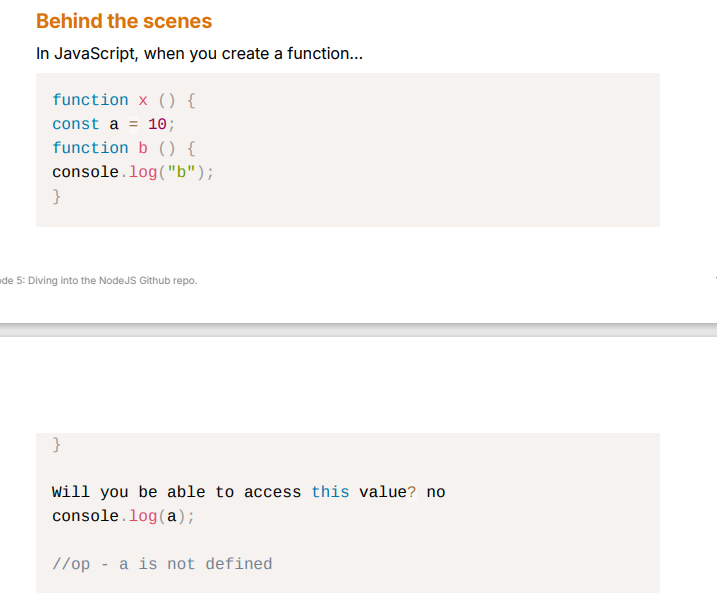 Behind the scenes
In JavaScript, when you create a function...
function x () {
const a = 10;
function b () {
console.log("b");
}
5: Diving into the NodeJS Github repo.
}
Will you be able to access this value? no
console.log(a);
//op - a is not defined